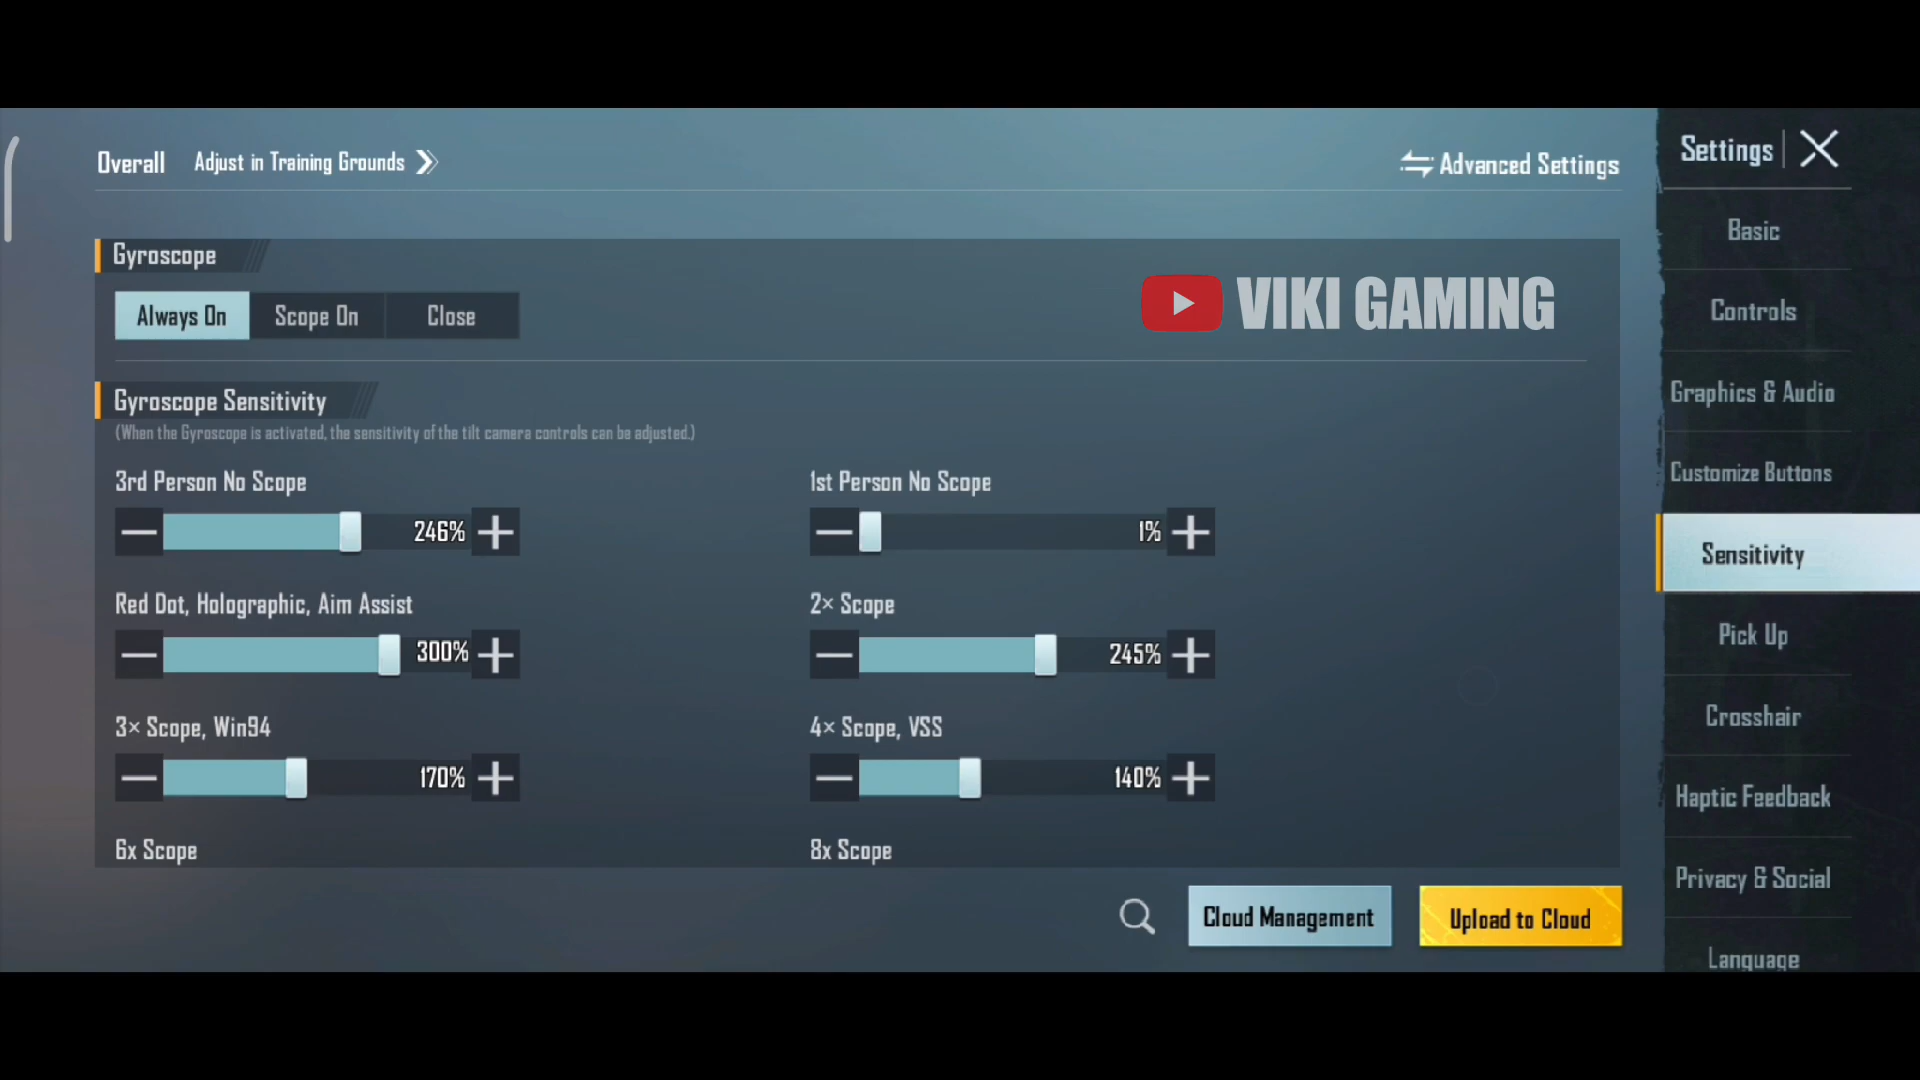 Overall Adjust in Training Grounds
Advanced Settings
Settings
Gyroscope
VIKI GAMING
Always On Scope On Close
Gyroscope Sensitivity
(When the Gyroscope is activated, the sensitivity of the tilt camera controls can be adjusted.)
3rd Person No Scope
1st Person No Scope
246%
1%
Red Dot, Holographic, Aim Assist
2× Scope
300%
245%
3× Scope, Win94
4× Scope, VSS
170%
140%
6x Scope
8x Scope
Cloud Management
Upload to Cloud
Basic
Controls
Graphics & Audio
Customize Buttons
Sensitivity
Pick Up
Crosshair
Haptic Feedback
Privacy & Social
Language